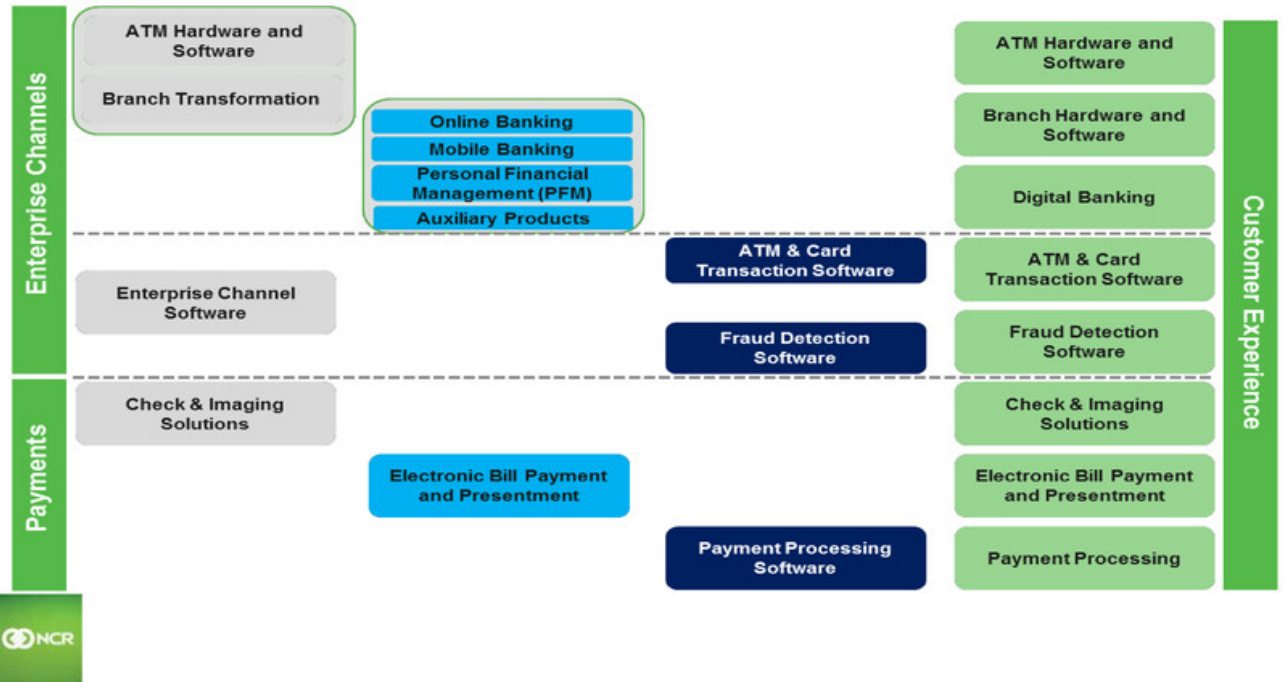 Enterprise Channels
ATM Hardware and
Software
Branch Transformation
Enterprise Channel
Software
Online Banking
Mobile Banking
Personal Financial
Management (PFM)
Auxiliary Products
ATM & Card
Transaction Software
Fraud Detection
Software
ATM Hardware and
Software
Branch Hardware and
Software
Digital Banking
ATM & Card
Transaction Software
Fraud Detection
Software
Payments
Check & Imaging
Solutions
Electronic Bill Payment
and Presentment
Payment Processing
Software
Check & Imaging
Solutions
Electronic Bill Payment
and Presentment
Payment Processing
Customer Experience
NCR